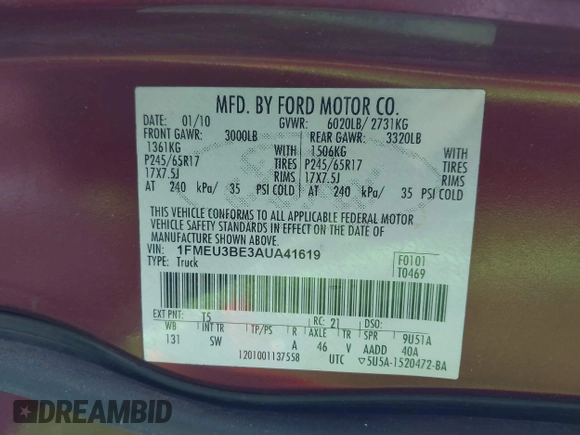 MFD. BY FORD MOTOR CO.
DATE: 01/10 GVWR: 6020LB/ 2731KG
FRONT GAWR: 3000LB REAR GAWR: 3320LB
1361KG 1506KG
P245/65R17 TIRES P245/65R17 TIRES
17X7.5J RIMS 17X7.5J RIMS
AT 240 kPa/ 35 PSI COLD AT 240 kPa/ 35 PSI COLD
THIS VEHICLE CONFORMS TO ALL APPLICABLE FEDERAL MOTOR
VEHICLE SAFETY STANDARDS IN EFFECT ON THE DATE OF
MANUFACTURE SHOWN ABOVE.
VIN: 1FMEU3BE3AUA41619 F0101
TYPE: Truck T0469
EXT PNT: T5 RC: 21 DSO:
WB INT TR TP/PS R AXLE TR SPR 9U51A
131 SW A 46 V AADD 40A
1201001137558 UTC ▽5U5A-1520472-BA
DREAMBID